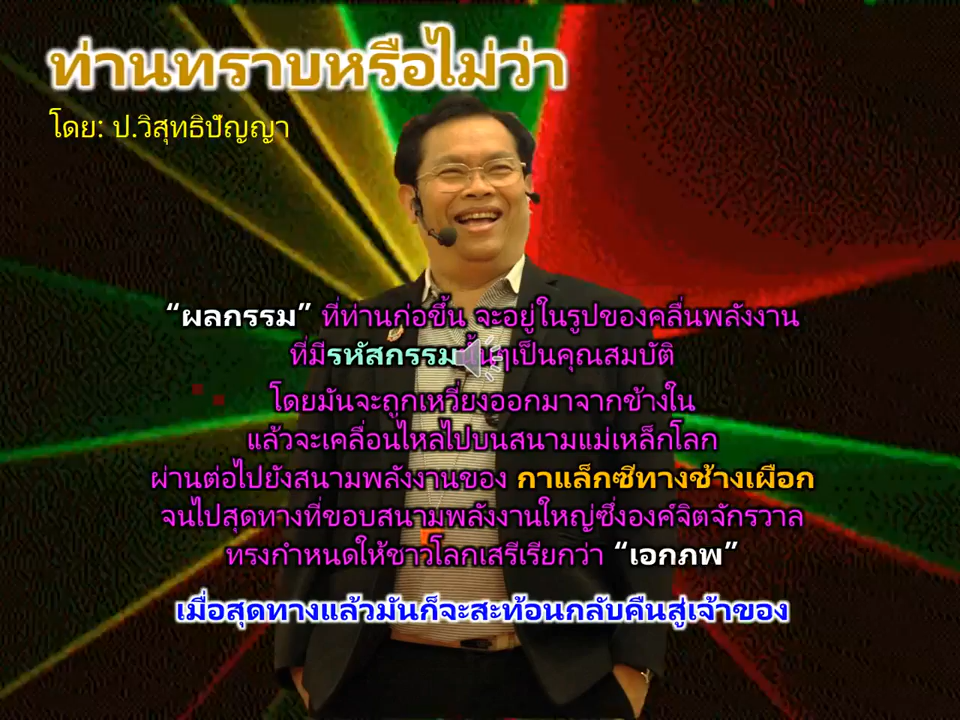 ท่านทราบหรือไม่ว่า
โดย: ป.วิสุทธิปัญญา
“ผลกรรม” ที่ท่านก่อขึ้น จะอยู่ในรูปของคลื่นพลังงาน
ที่มีรหัสกรรมนั้นๆเป็นคุณสมบัติ
โดยมันจะถูกเหวี่ยงออกมาจากข้างใน
แล้วจะเคลื่อนไหลไปบนสนามแม่เหล็กโลก
ผ่านต่อไปยังสนามพลังงานของ กาแล็กซีทางช้างเผือก
จนไปสุดทางที่ขอบสนามพลังงานใหญ่ซึ่งองค์จิตจักรวาล
ทรงกำหนดให้ชาวโลกเสรีเรียกว่า “เอกภพ”
เมื่อสุดทางแล้วมันก็จะสะท้อนกลับคืนสู่เจ้าของ